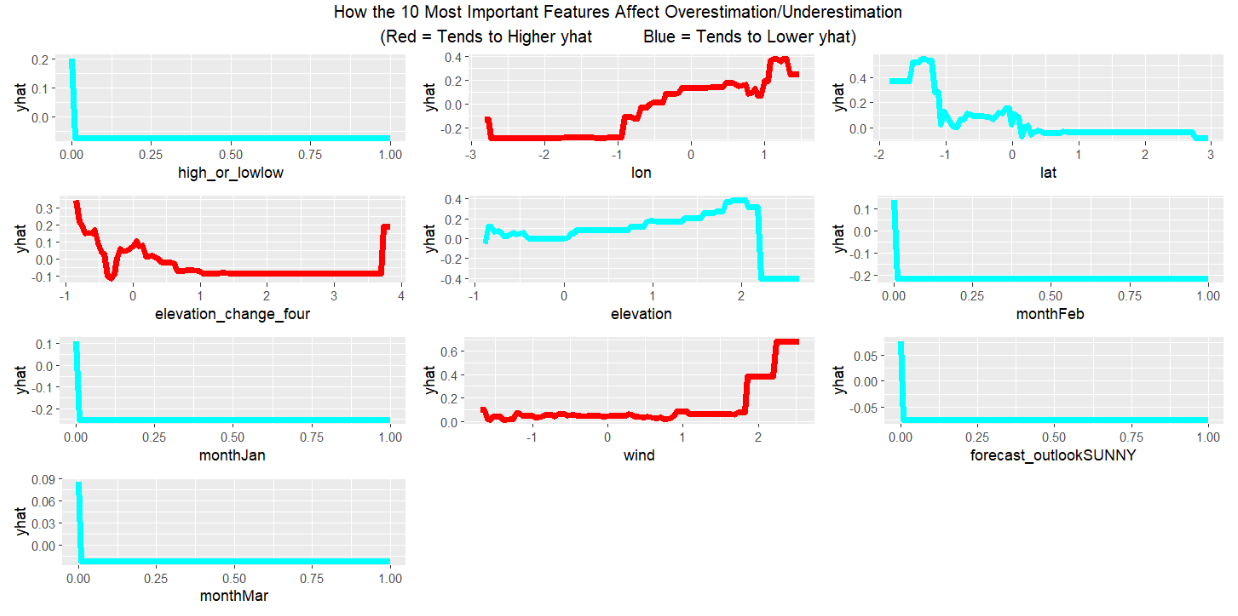 How the 10 Most Important Features Affect Overestimation/Underestimation
(Red = Tends to Higher yhat Blue = Tends to Lower yhat)
yhat
0.2
0.1
0.0
0.00 0.25 0.50 0.75 1.00
high_or_lowlow
yhat
0.4
0.2
0.0
-0.2
-3 -2 -1 0 1
lon
yhat
0.4
0.2
0.0
-2 -1 0 1 2 3
lat
yhat
0.3
0.2
0.1
0.0
-0.1
-1 0 1 2 3 4
elevation_change_four
yhat
0.4
0.2
0.0
-0.2
-0.4
-1 0 1 2
elevation
yhat
0.1
0.0
-0.1
-0.2
0.00 0.25 0.50 0.75 1.00
monthFeb
yhat
0.1
0.0
-0.1
-0.2
0.00 0.25 0.50 0.75 1.00
monthJan
yhat
0.6
0.4
0.2
0.0
-1 0 1 2
wind
yhat
0.05
0.00
-0.05
0.00 0.25 0.50 0.75 1.00
forecast_outlookSUNNY
yhat
0.09
0.06
0.03
0.00
0.00 0.25 0.50 0.75 1.00
monthMar